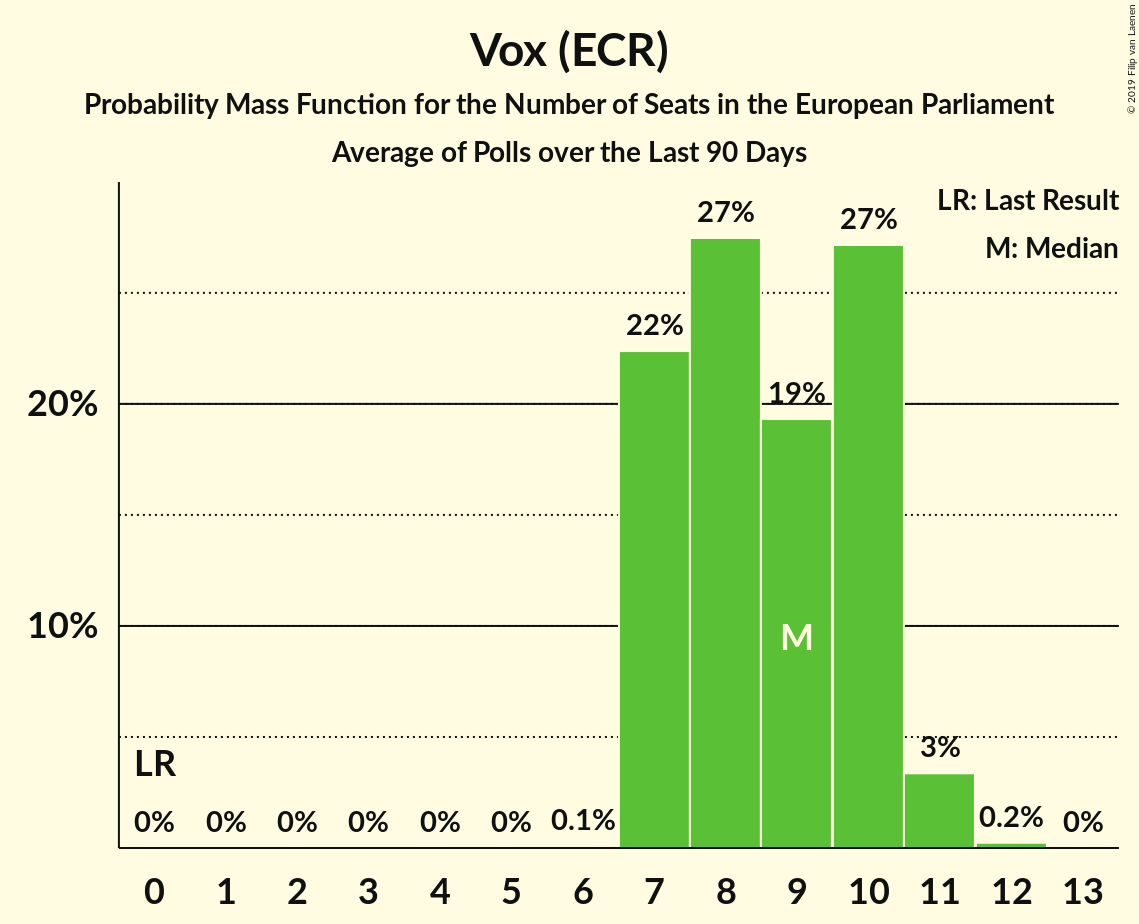 Vox (ECR)
Probability Mass Function for the Number of Seats in the European Parliament
Average of Polls over the Last 90 Days
© 2019 Filip van Laenen
LR: Last Result
M: Median
27%
27%
22%
19%
20%
10%
M
LR
3%
0% 0% 0% 0% 0% 0% 0.1% 0.2% 0%
0 1 2 3 4 5 6 7 8 9 10 11 12 13